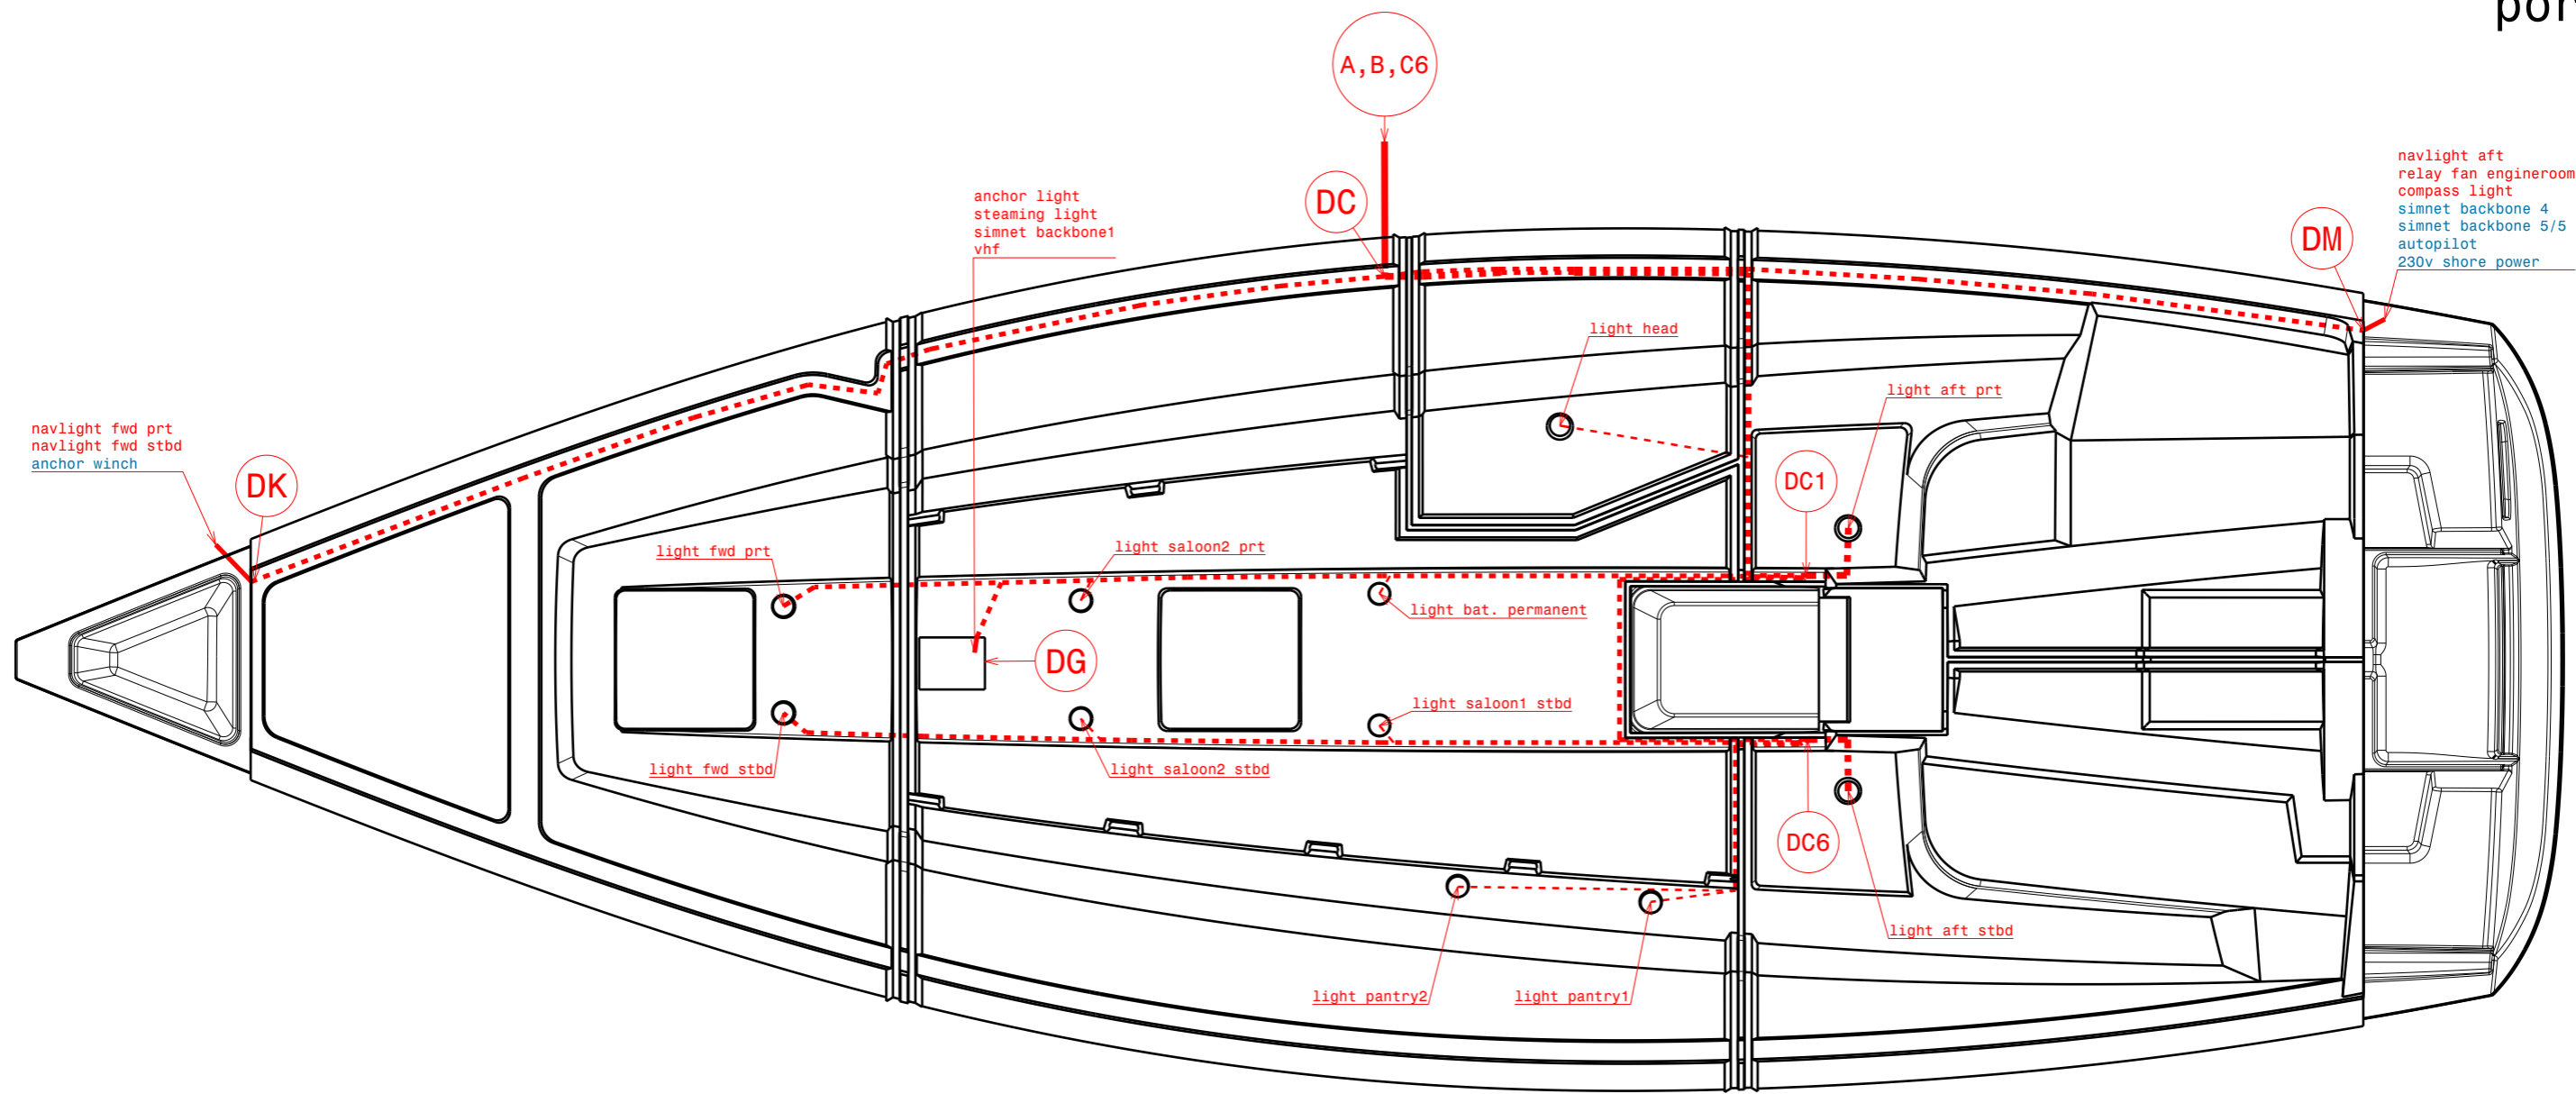 A,B,C6
navlight aft
relay fan engineroom
compass light
simnet backbone 4
simnet backbone 5/5
autopilot
230v shore power
anchor light
steaming light
simnet backbone1
vhf
DC
DM
light head
light aft prt
navlight fwd prt
navlight fwd stbd
anchor winch
DK
DC1
light fwd prt
light saloon2 prt
light bat. permanent
DG
light saloon1 stbd
light fwd stbd
light saloon2 stbd
DC6
light aft stbd
light pantry2
light pantry1